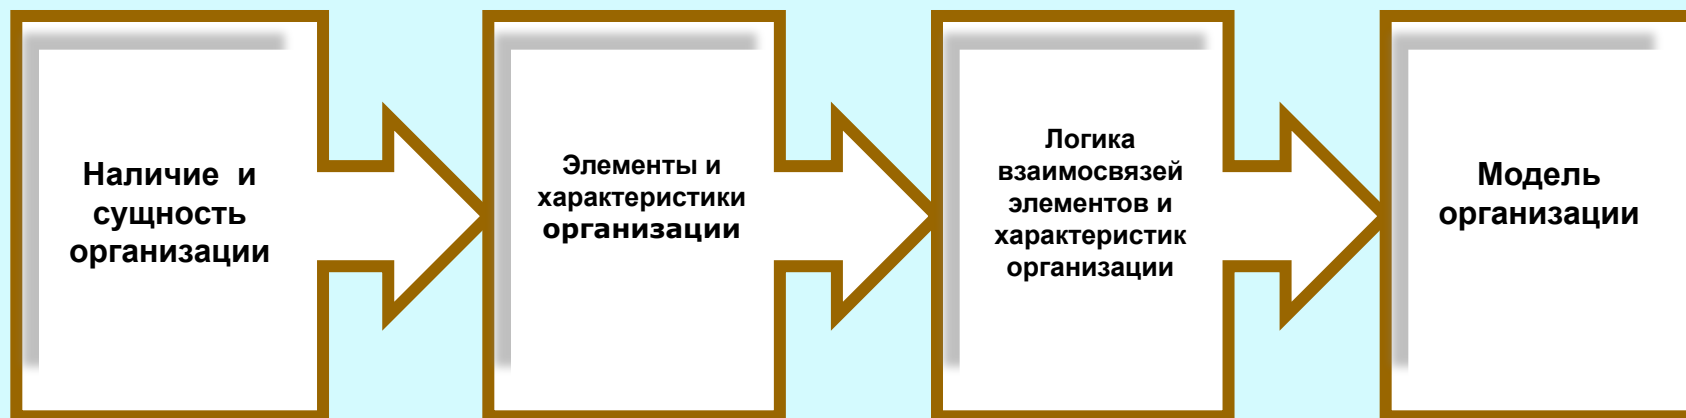 Наличие и
сущность
организации
Элементы и
характеристики
организации
Логика
взаимосвязей
элементов и
характеристик
организации
Модель
организации